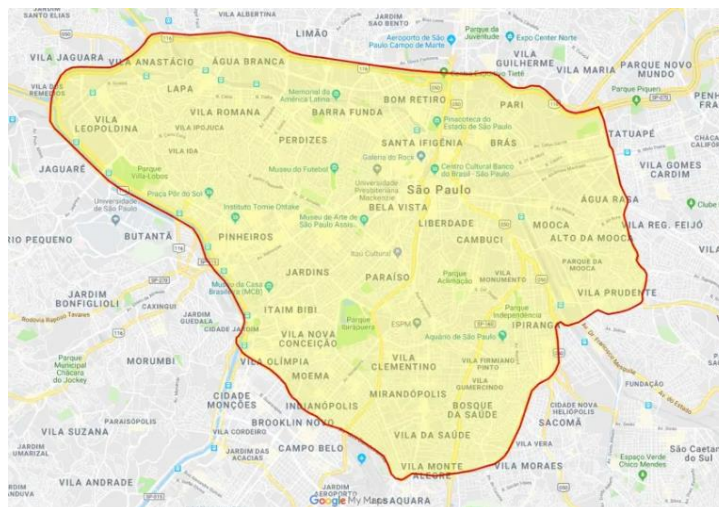 JARDIM
SANTO ELIAS
VILA ALBERTINA
JARDIM
SAO BENTO
LIMÃO
Aeroporto de São
Paulo Campo de Marte
Parque da
Juventude
Expo Center Norte
VILA
GUILHERME
VILA JAGUARA
VILA ANASTÁCIO
ÁGUA BRANCA
VILA MARIA
PARQUE NOVO
MUNDO
VILA DOS
REMÉDIOS
LAPA
Memorial da
América Latina
BOM RETIRO
PARI
Parque Piqueri
VILA
LEOPOLDINA
VILA ROMANA
BARRA FUNDA
Pinacoteca do
Estado de São Paulo
VILA IPOJUCA
TATUAPÉ
VILA IDA
PERDIZES
SANTA IFIGÊNIA
BRÁS
Galeria do Rock
JAGUARÉ
Parque
Villa-Lobos
Museu do Futebol
Centro Cultural Banco
do Brasil - São Paulo
VILA GOMES
CARDIM
Praça Pôr do Sol
Universidade
Presbiteriana
Mackenzie
São Paulo
Universidade
de São Paulo
Instituto Tomie Ohtake
Museu de Arte de
São Paulo Assis...
BELA VISTA
ÁGUA RASA
Clube
LIBERDADE
MOOCA
VILA REG. FEIJÓ
RIO PEQUENO
BUTANTÃ
PINHEIROS
CAMBUCI
ALTO DA MOOCA
Itaú Cultural
PARQUE DA
MOOCA
JARDINS
PARAÍSO
Parque
Aclimação
VILA
MONUMENTO
Museu da Casa
Brasileira (MCB)
VILA PRUDENTE
JARDIM
BONFIGLIOLI
CAXINGUI
ITAIM BIBI
Parque
Independência
JARDIM
GUEDALA
CIDADE JARDIM
Parque
Ibirapuera
ESPM
IPIRANGA
VILA NOVA
CONCEIÇÃO
Aquário de São Paulo
Parque
Municipal
Chácara
do Jockey
MORUMBI
VILA OLÍMPIA
VILA
CLEMENTINO
VILA FIRMIANO
PINTO
MOEMA
VILA
GUMERCINDO
FUNDAÇÃO
CIDADE
MONÇÕES
MIRANDÓPOLIS
INDIANÓPOLIS
BOSQUE
DA SAÚDE
CIDADE NOVA
HELIÓPOLIS
Av. do Estado
PARAISÓPOLIS
BROOKLIN NOVO
SACOMÃ
VILA SUZANA
VILA CORDEIRO
VILA DA SAÚDE
VILA VERA
JARDIM
UMARIZAL
JARDIM
DAS ACACIAS
CAMPO BELO
São Caetano
do Sul
Espaço Verde
Chico Mendes
VILA MONTE
ALEGRE
VILA MORAES
VILA ANDRADE
JARDIM
AEROPORTO
Google My Maps